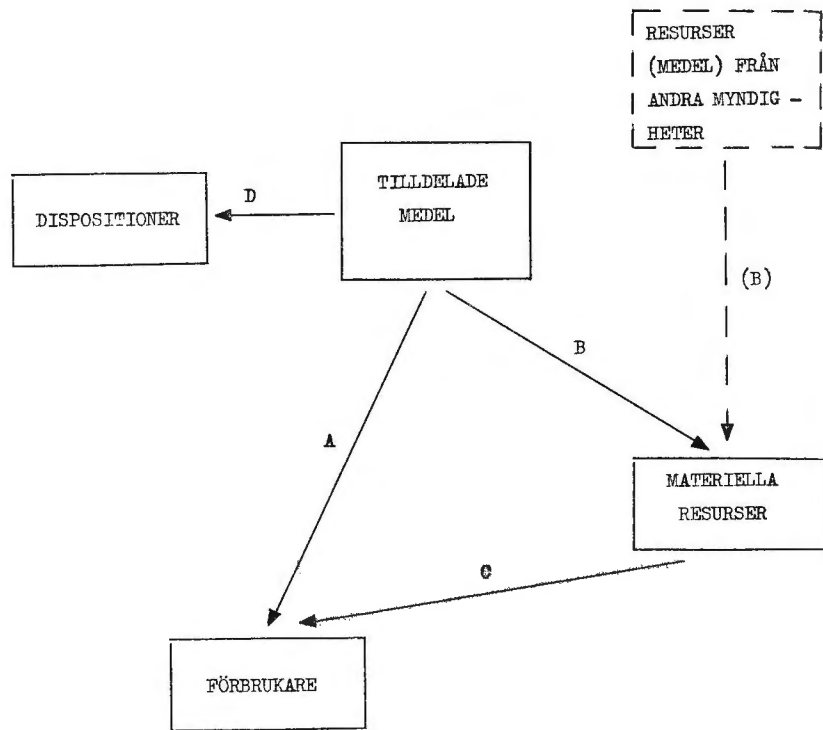 RESURSER
(MEDEL) FRÅN
ANDRA MYNDIG -
HETER
TILLDELADE
MEDEL
D
DISPOSITIONER
(B)
B
A
MATERIELLA
RESURSER
C
FÖRBRUKARE